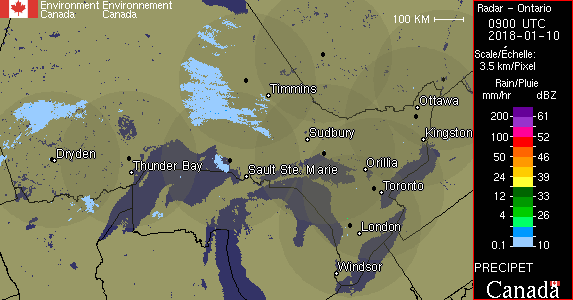 Environment Environnement
Canada Canada
100 KM
Timmins
Ottawa
Sudbury
Kingston
Dryden
Thunder Bay
Sault Ste. Marie
Orillia
Toronto
London
Windsor
Radar - Ontario
0900 UTC
2018-01-10
Scale/Échelle:
3.5 km/Pixel
Rain/Pluie
mm/hr dBZ
200 61
100 52
50 46
24 39
12 33
4 26
0.1 10
PRECIPET
Canada